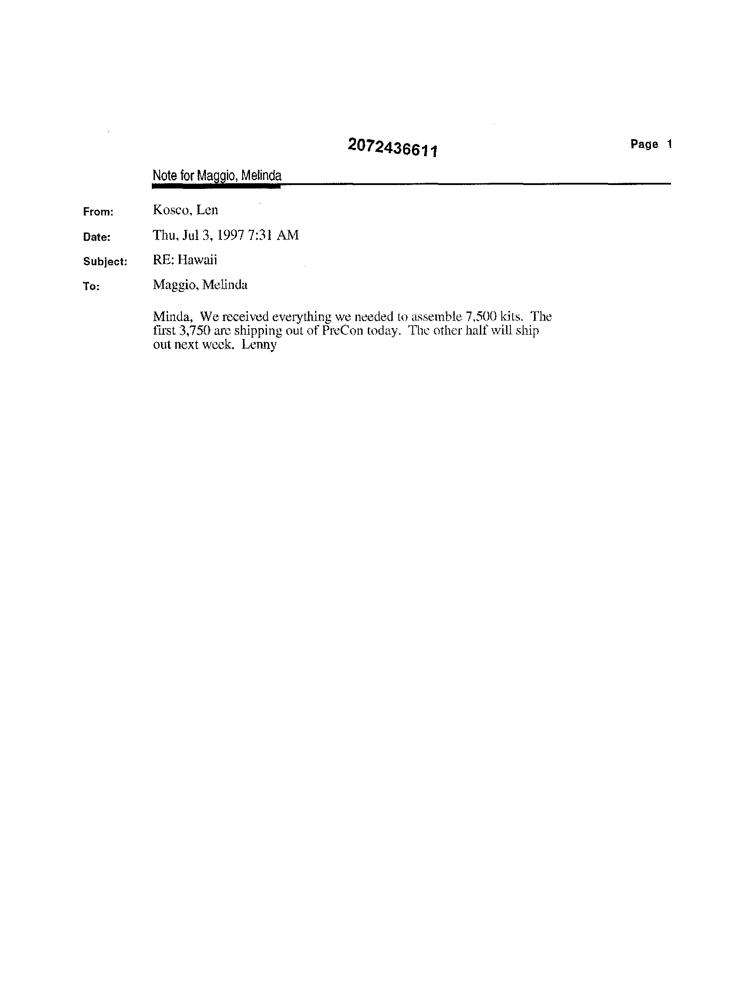 2072436611
Page 1
Note for Maggio, Melinda
From: Kosco, Len
Date: Thu, Jul 3, 1997 7:31 AM
Subject: RE: Hawaii
To: Maggio, Melinda
Minda, We received everything we needed to assemble 7,500 kits. The
first 3,750 are shipping out of PreCon today. The other half will ship
out next week. Lenny